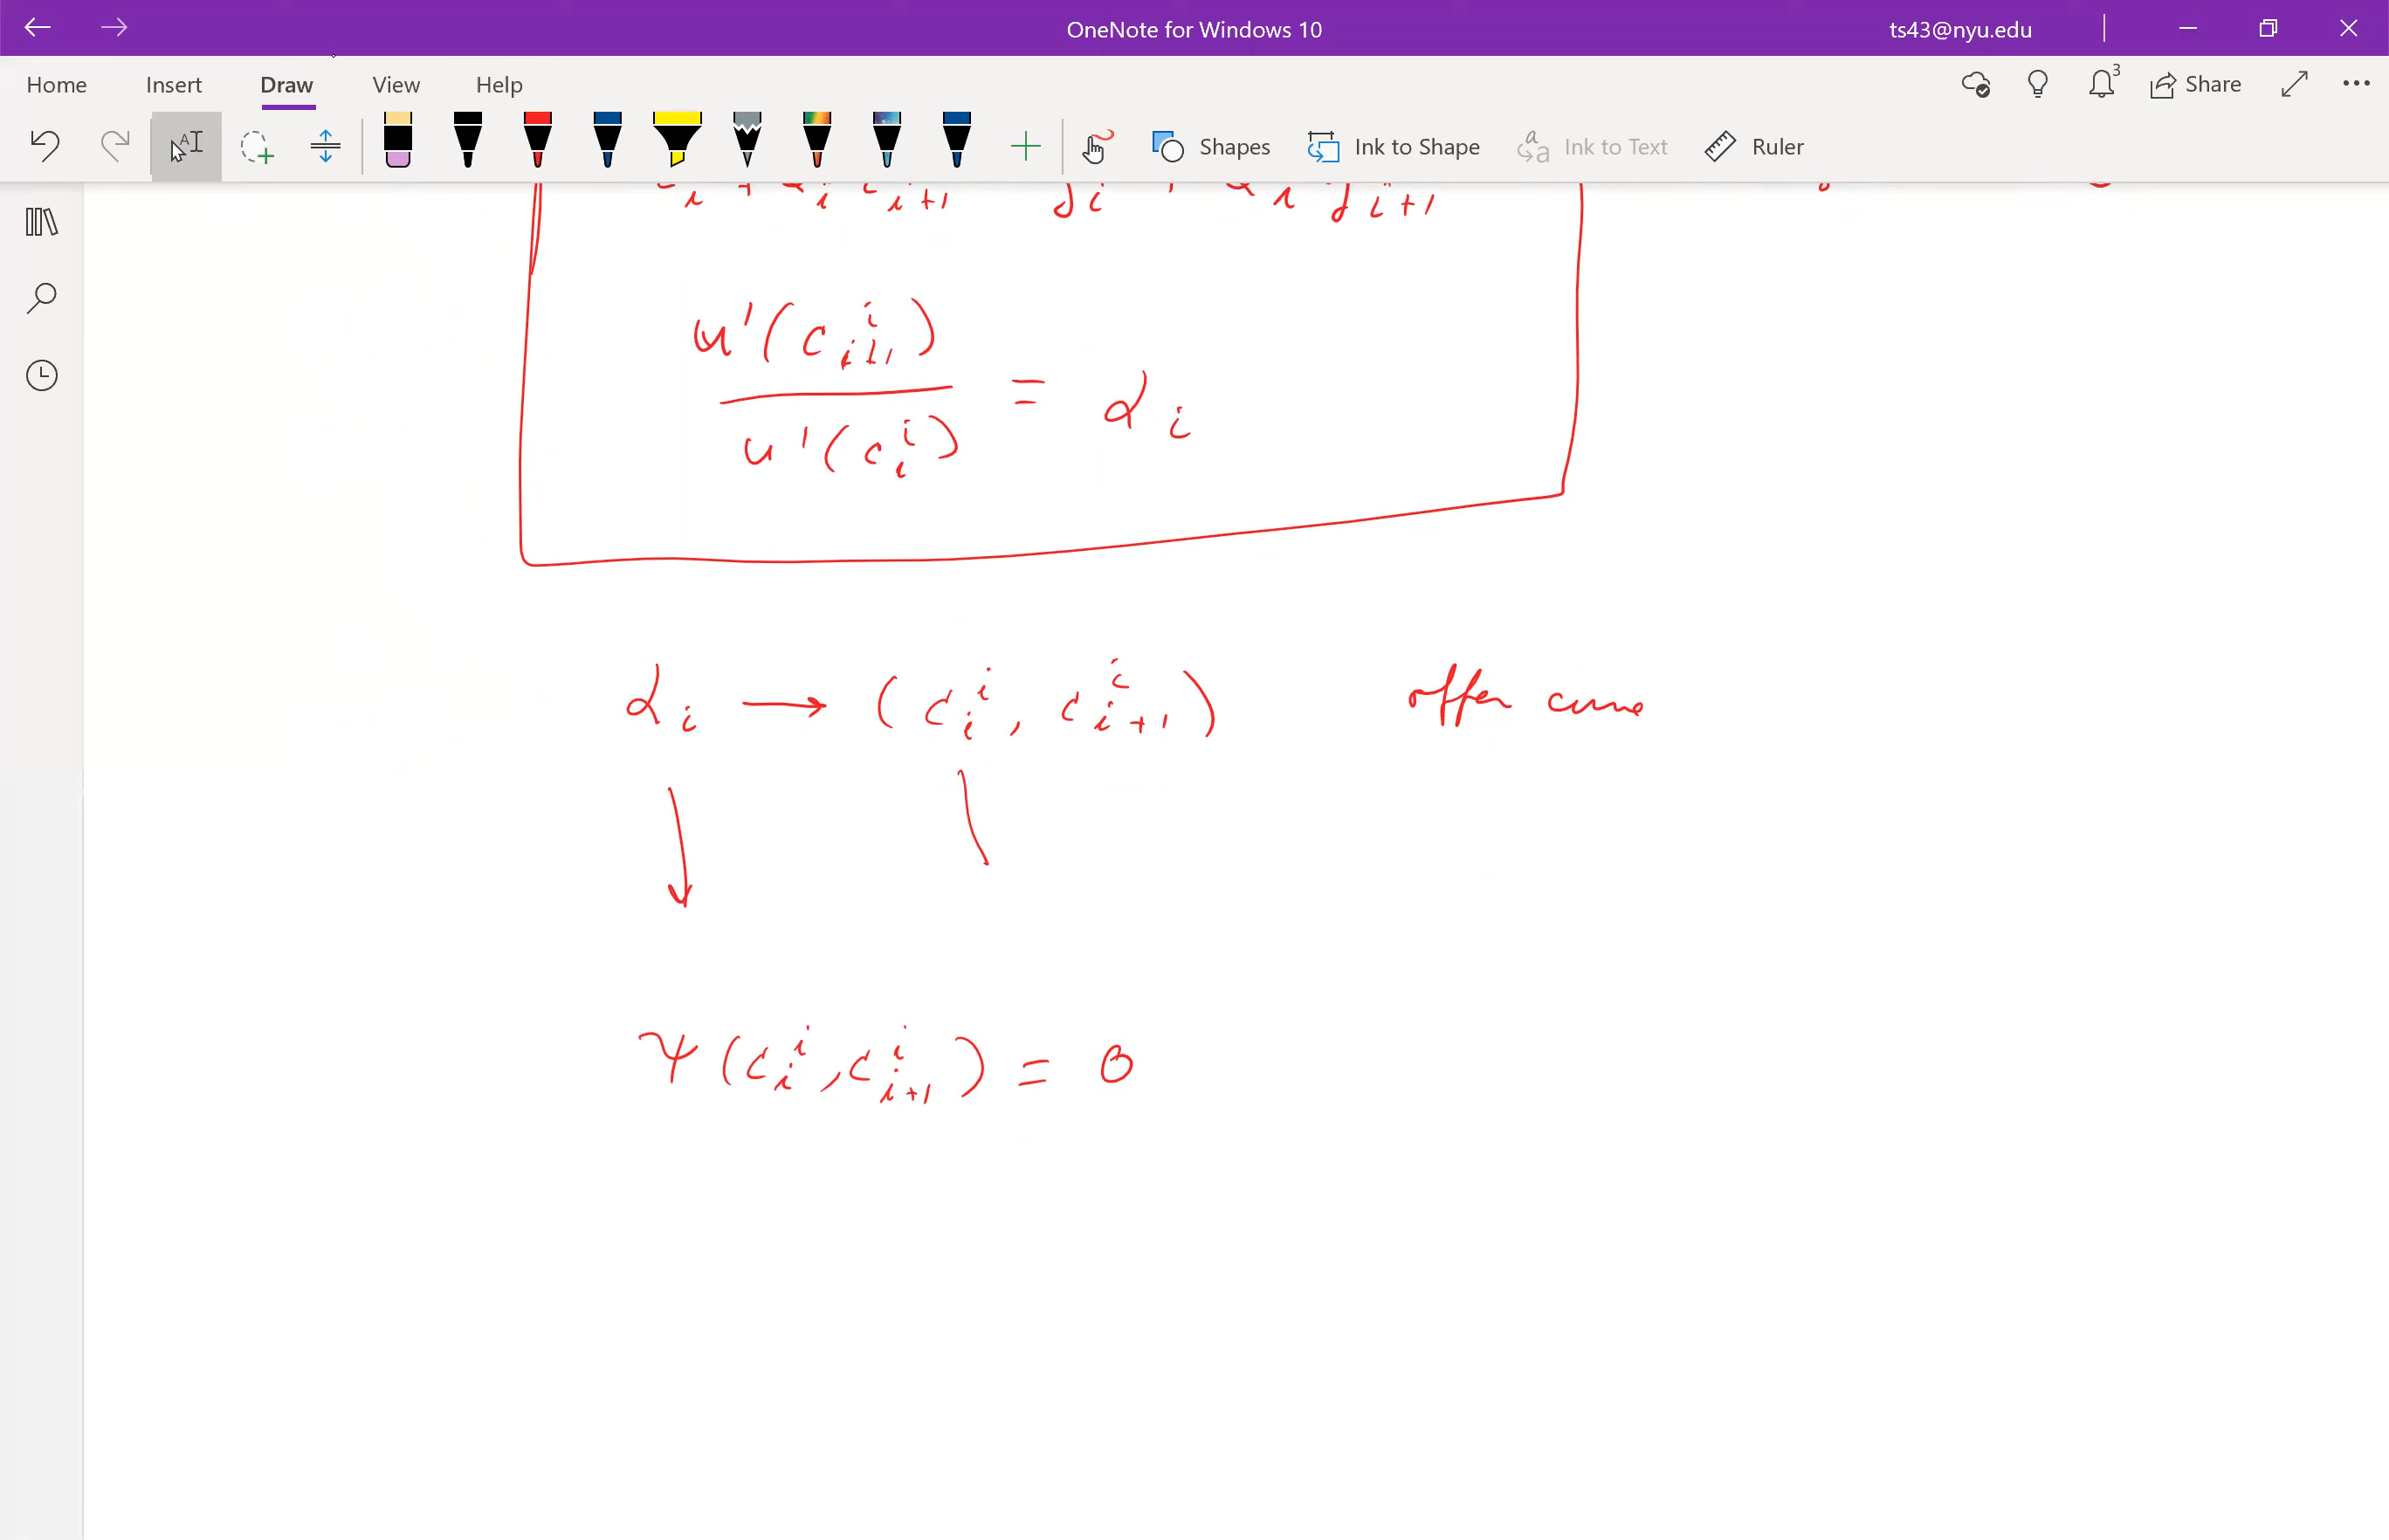 OneNote for Windows 10 ts43@nyu.edu
Home Insert Draw View Help 3 Share
Shapes Ink to Shape Ink to Text Ruler
u'(c^i_{i+1}) / u'(c^i_i) = α_i
α_i → (c^i_i, c^i_{i+1}) offer curve
ψ(c^i_i, c^i_{i+1}) = 0